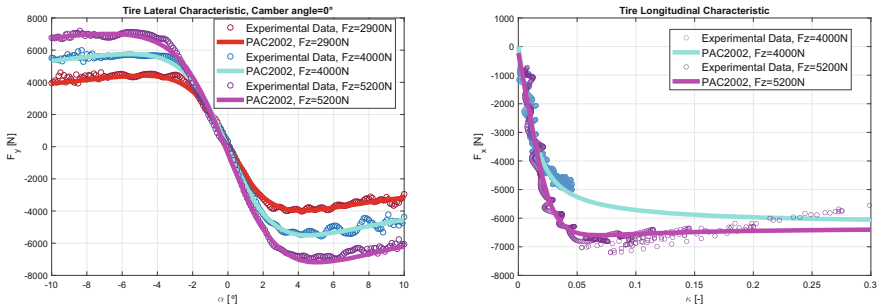 Tire Lateral Characteristic, Camber angle=0°
8000
6000
4000
2000
0
2000
4000
6000
8000
F_y [N]
-10 -8 -6 -4 -2 0 2 4 6 8 10
α [°]
Experimental Data, Fz=2900N
PAC2002, Fz=2900N
Experimental Data, Fz=4000N
PAC2002, Fz=4000N
Experimental Data, Fz=5200N
PAC2002, Fz=5200N
Tire Longitudinal Characteristic
1000
0
-1000
-2000
-3000
-4000
-5000
-6000
-7000
-8000
F_x [N]
0 0.05 0.1 0.15 0.2 0.25 0.3
κ [-]
Experimental Data, Fz=4000N
PAC2002, Fz=4000N
Experimental Data, Fz=5200N
PAC2002, Fz=5200N